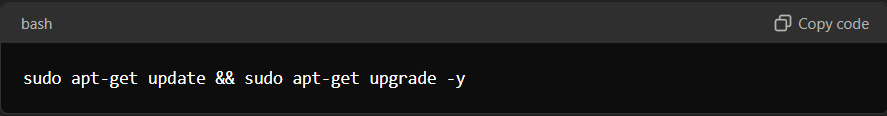 bash
Copy code
sudo apt-get update && sudo apt-get upgrade -y